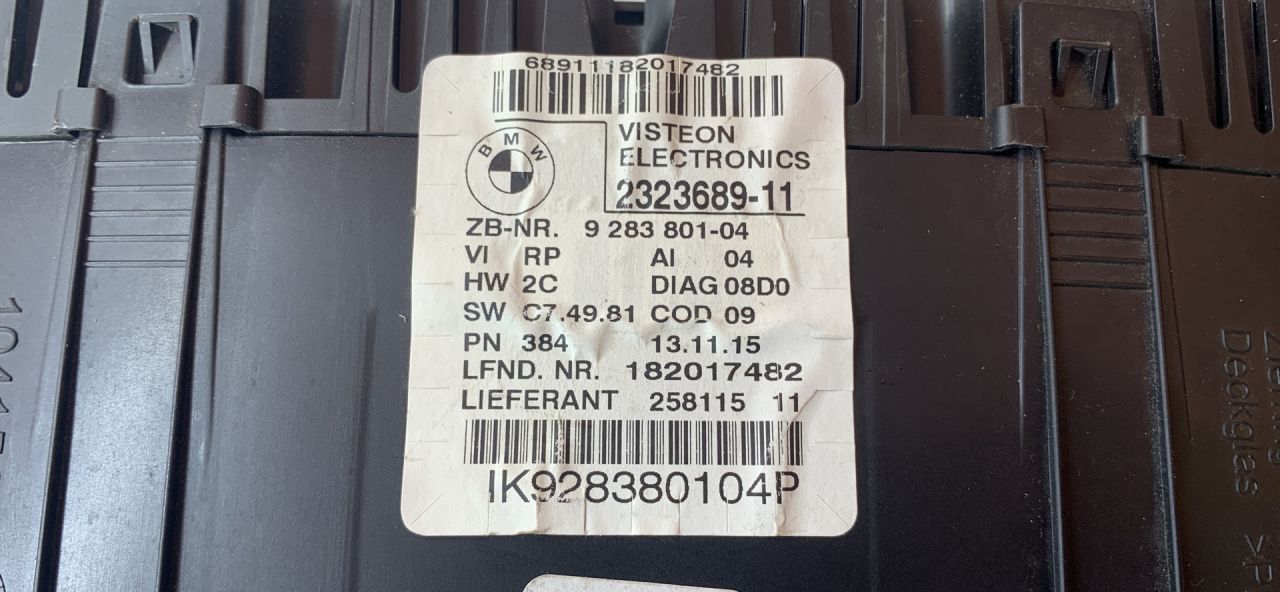 68911182017482
BMW
VISTEON
ELECTRONICS
2323689-11
ZB-NR. 9 283 801-04
VI RP AI 04
HW 2C DIAG 08D0
SW C7.49.81 COD 09
PN 384 13.11.15
LFND. NR. 182017482
LIEFERANT 258115 11
IK928380104P
Deckglas >P